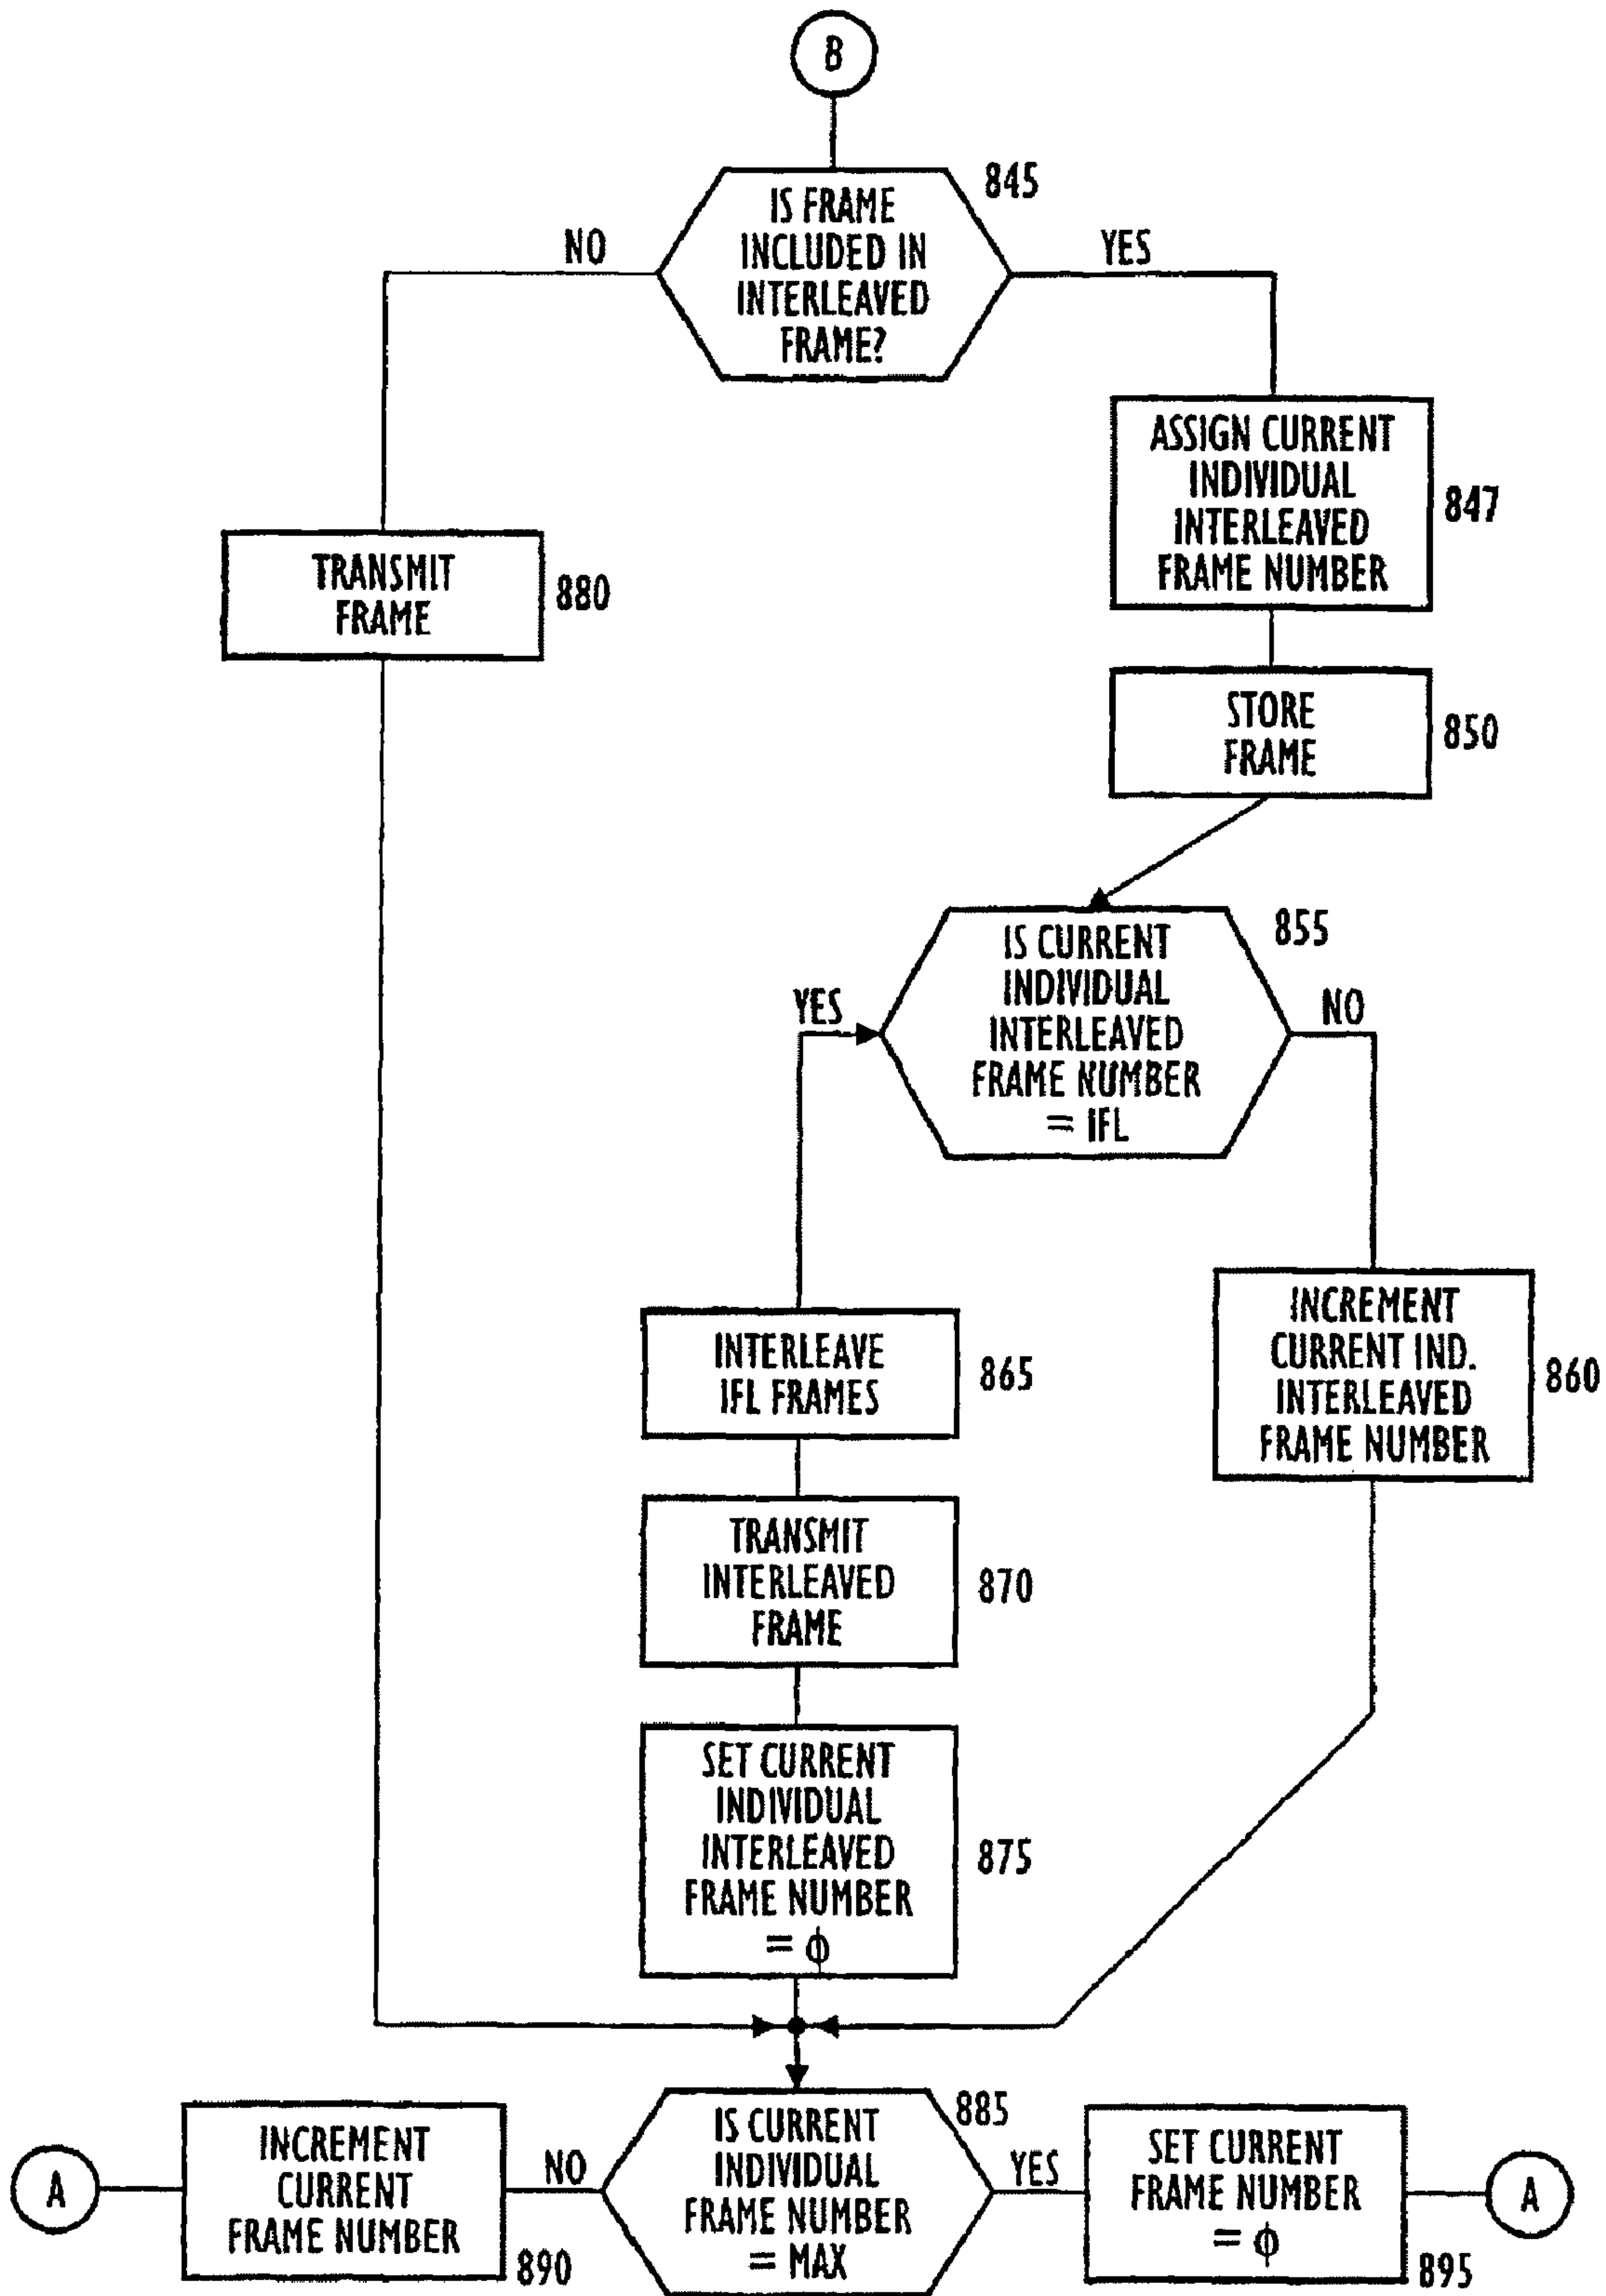 B
845
IS FRAME
INCLUDED IN
INTERLEAVED
FRAME?
NO
YES
ASSIGN CURRENT
INDIVIDUAL
INTERLEAVED
FRAME NUMBER
847
TRANSMIT
FRAME
880
STORE
FRAME
850
855
IS CURRENT
INDIVIDUAL
INTERLEAVED
FRAME NUMBER
= IFL
YES
NO
INTERLEAVE
IFL FRAMES
865
INCREMENT
CURRENT IND.
INTERLEAVED
FRAME NUMBER
860
TRANSMIT
INTERLEAVED
FRAME
870
SET CURRENT
INDIVIDUAL
INTERLEAVED
FRAME NUMBER
= ϕ
875
A
INCREMENT
CURRENT
FRAME NUMBER
890
NO
IS CURRENT
INDIVIDUAL
FRAME NUMBER
= MAX
885
YES
SET CURRENT
FRAME NUMBER
= ϕ
895
A